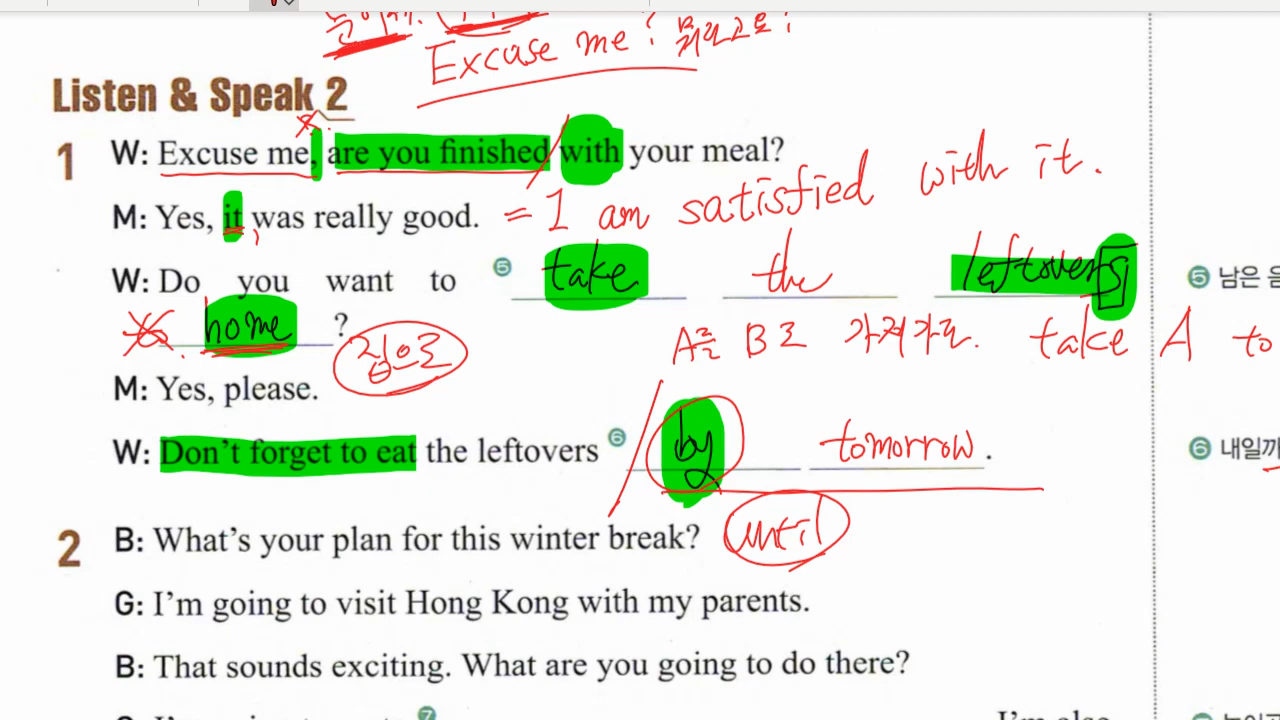 Excuse me? 뭐라고요?
Listen & Speak 2
1 W: Excuse me, are you finished / with your meal?
M: Yes, it was really good. = I am satisfied with it.
W: Do you want to ⑤ take the leftovers ⑤ 남은 음
home ?
집으로 A를 B로 가져가다. take A to
M: Yes, please.
W: Don't forget to eat the leftovers ⑥ / by tomorrow. ⑥ 내일까
until
2 B: What's your plan for this winter break?
G: I'm going to visit Hong Kong with my parents.
B: That sounds exciting. What are you going to do there?